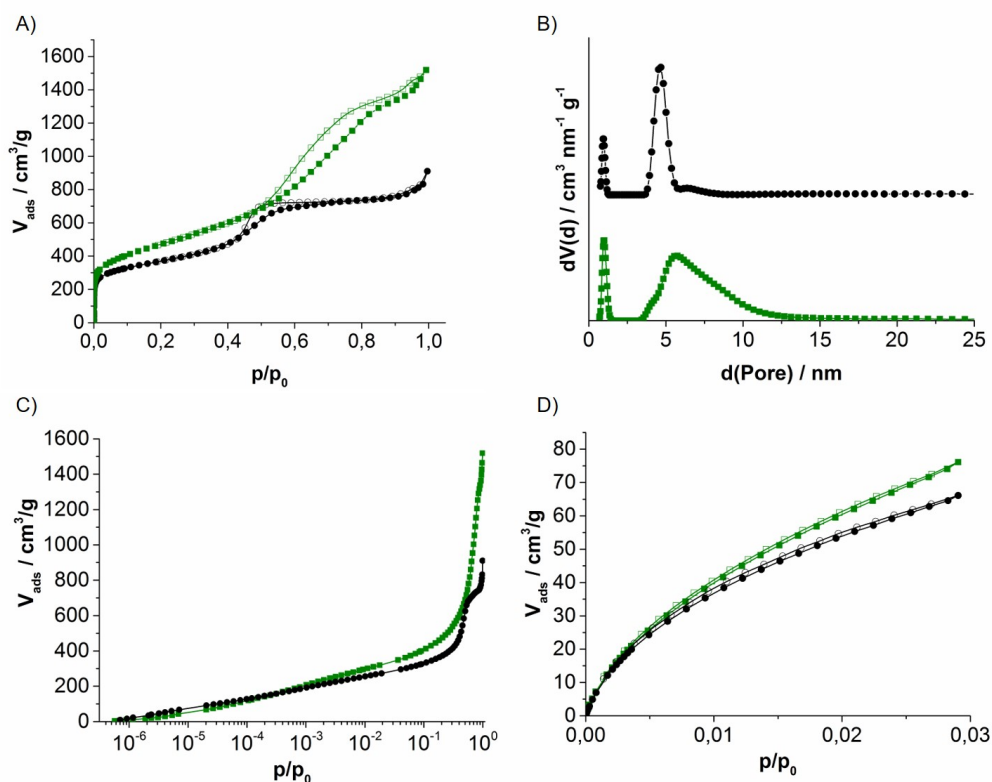 A)
1600
1400
1200
1000
800
600
400
200
0
V_ads / cm³/g
0,0 0,2 0,4 0,6 0,8 1,0
p/p₀
B)
dV(d) / cm³ nm⁻¹ g⁻¹
0 5 10 15 20 25
d(Pore) / nm
C)
1600
1400
1200
1000
800
600
400
200
0
V_ads / cm³/g
10⁻⁶ 10⁻⁵ 10⁻⁴ 10⁻³ 10⁻² 10⁻¹ 10⁰
p/p₀
D)
80
70
60
50
40
30
20
10
0
V_ads / cm³/g
0,00 0,01 0,02 0,03
p/p₀